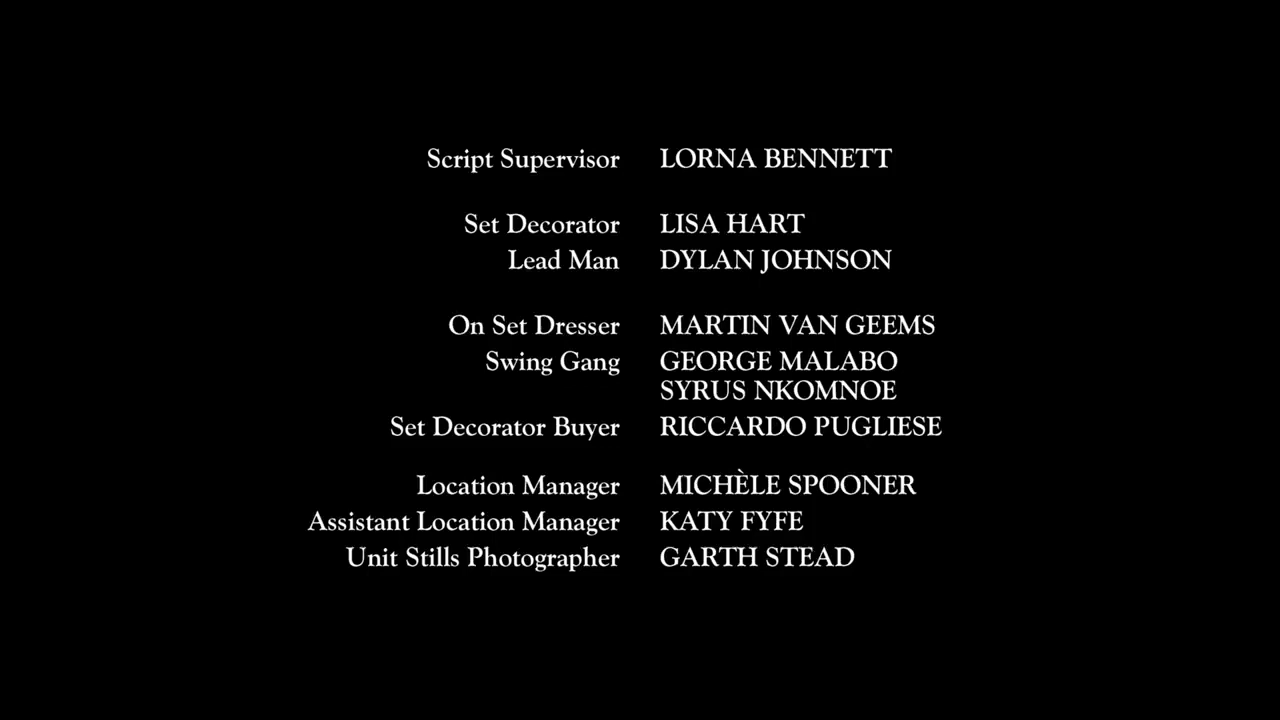 Script Supervisor LORNA BENNETT
Set Decorator LISA HART
Lead Man DYLAN JOHNSON
On Set Dresser MARTIN VAN GEEMS
Swing Gang GEORGE MALABO
SYRUS NKOMNOE
Set Decorator Buyer RICCARDO PUGLIESE
Location Manager MICHÈLE SPOONER
Assistant Location Manager KATY FYFE
Unit Stills Photographer GARTH STEAD